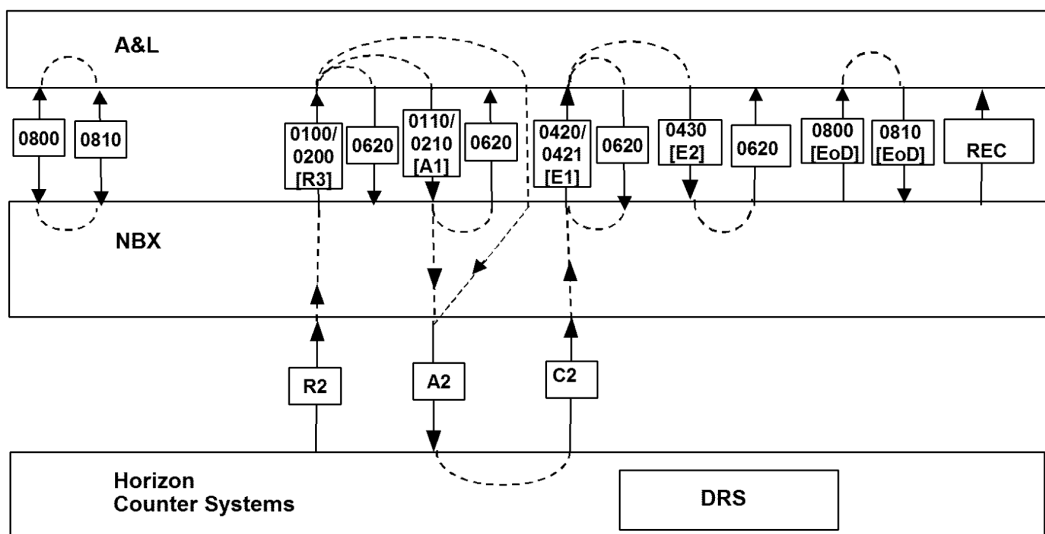 A&L
0800
0810
0100/
0200
[R3]
0620
0110/
0210
[A1]
0620
0420/
0421
[E1]
0620
0430
[E2]
0620
0800
[EoD]
0810
[EoD]
REC
NBX
R2
A2
C2
Horizon
Counter Systems
DRS